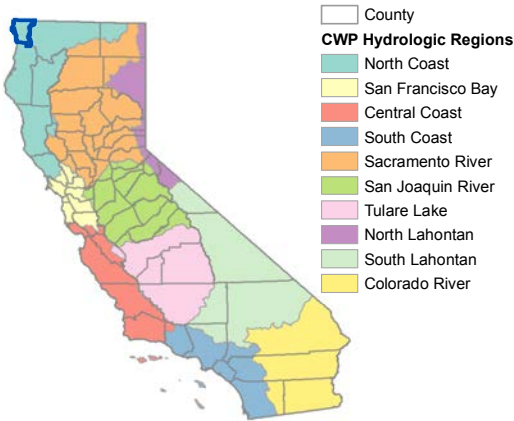 County
CWP Hydrologic Regions
North Coast
San Francisco Bay
Central Coast
South Coast
Sacramento River
San Joaquin River
Tulare Lake
North Lahontan
South Lahontan
Colorado River